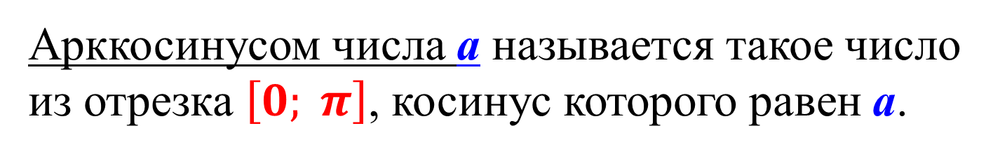 Арккосинусом числа a называется такое число
из отрезка [0; π], косинус которого равен a.